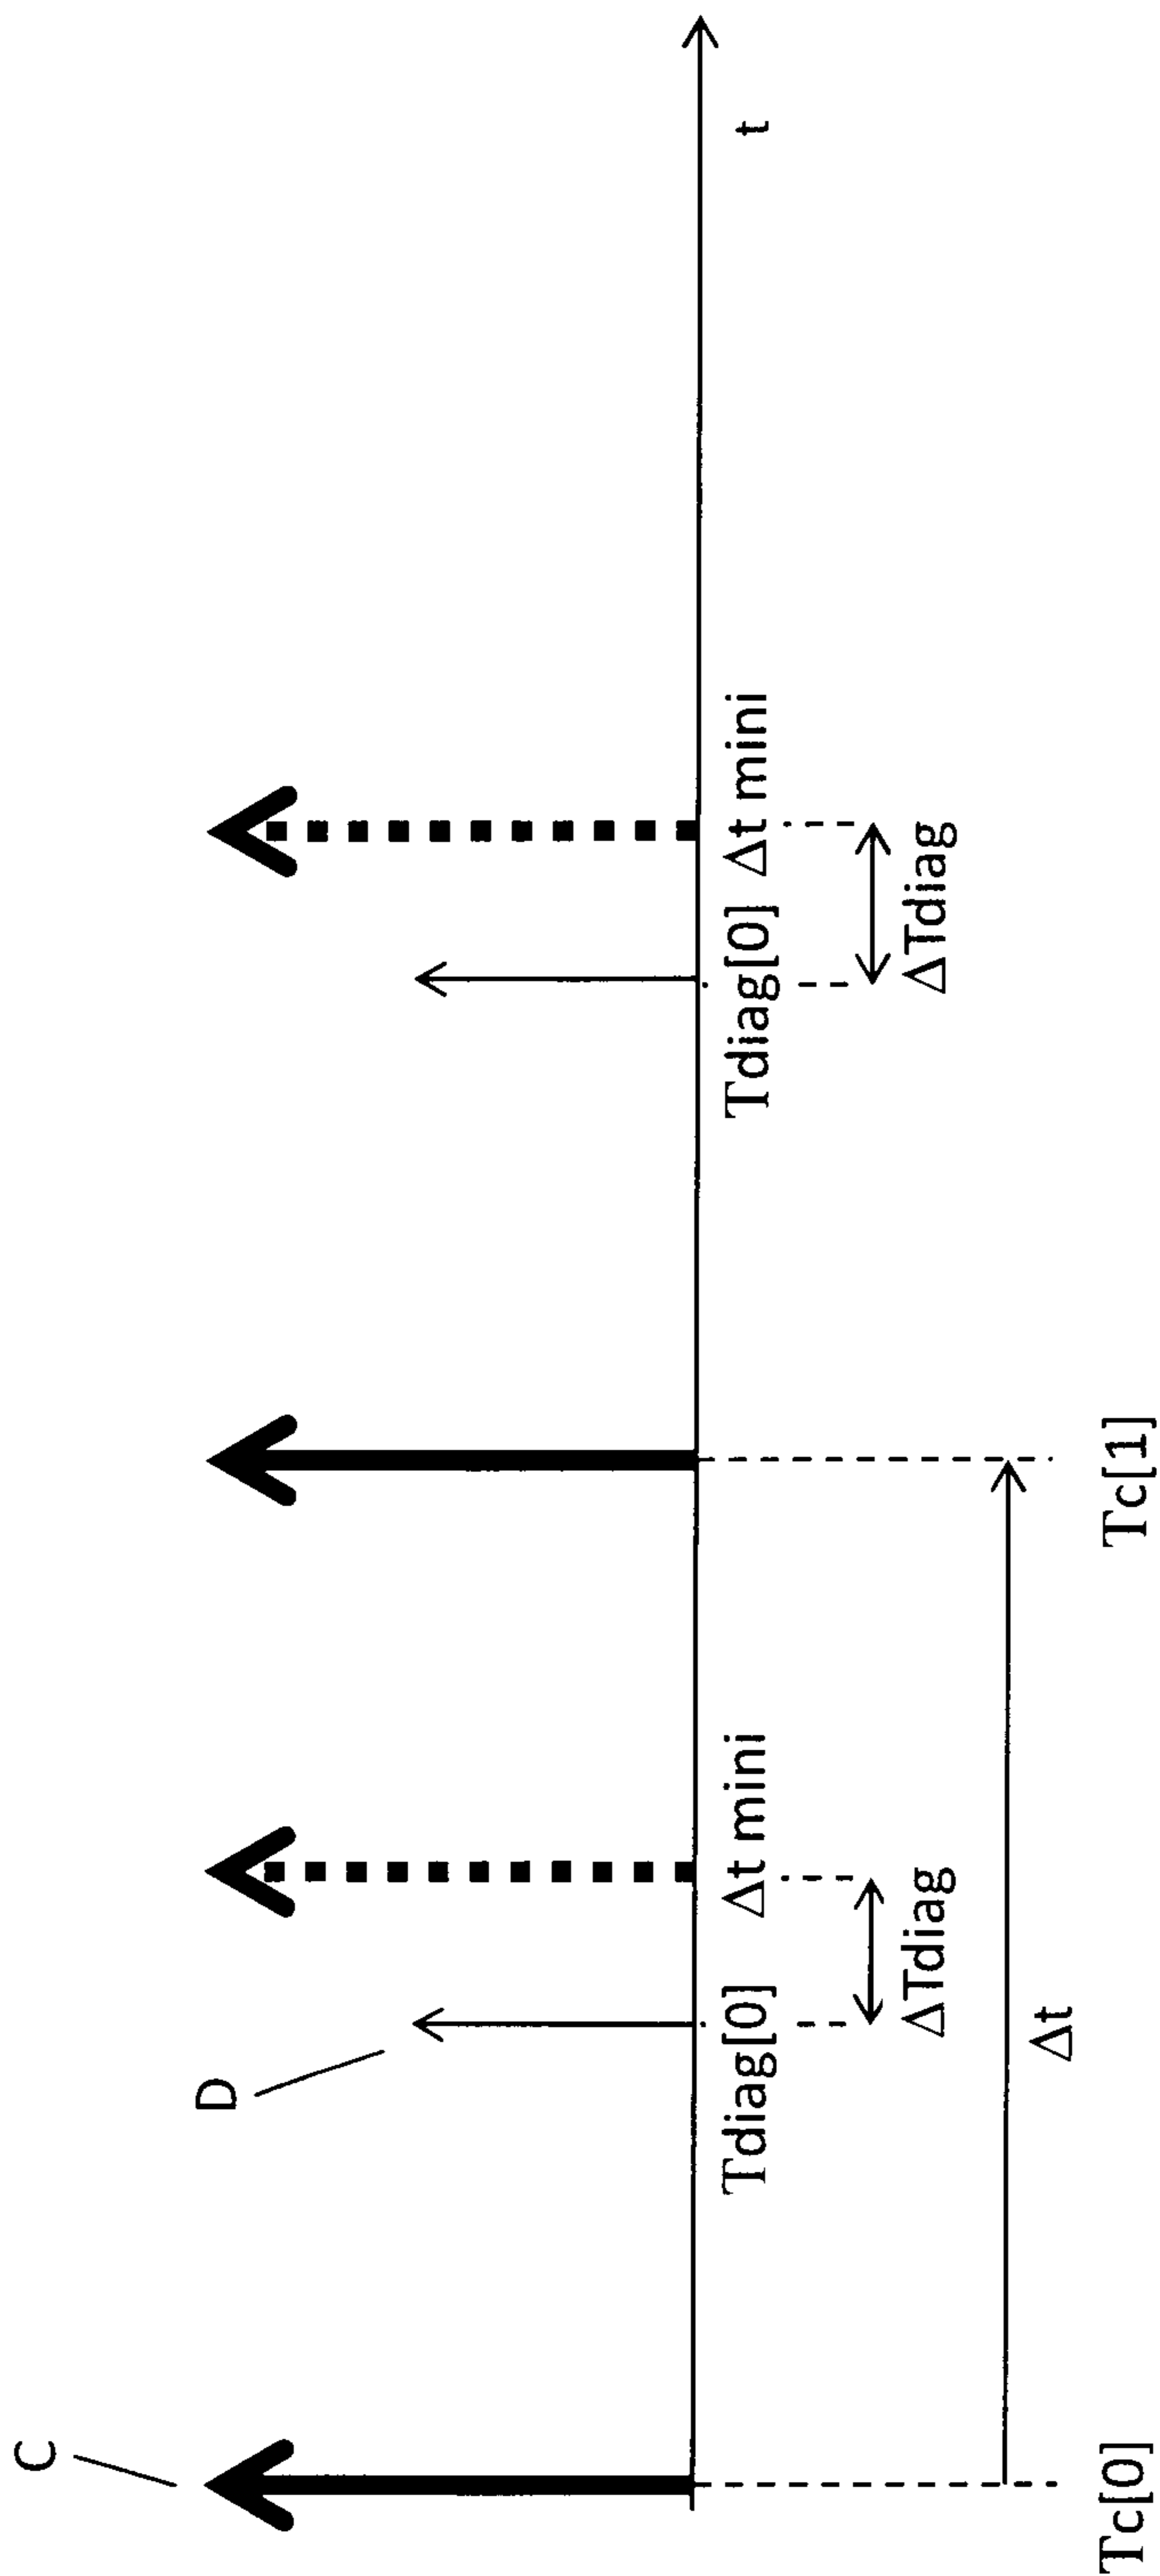 C
D
t
Tdiag[0] Δt mini
Tdiag[0] Δt mini
ΔTdiag
ΔTdiag
Δt
Tc[0]
Tc[1]